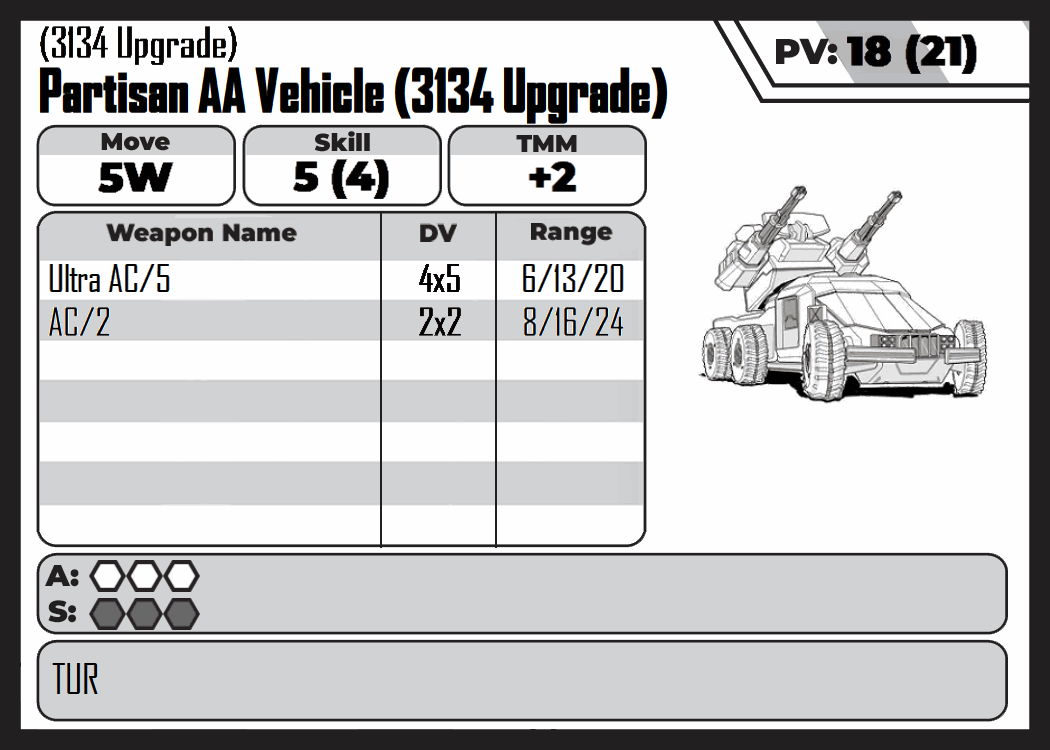 (3134 Upgrade)
Partisan AA Vehicle (3134 Upgrade)
PV: 18 (21)
Move Skill TMM
5W 5 (4) +2
Weapon Name DV Range
Ultra AC/5 4x5 6/13/20
AC/2 2x2 8/16/24
A:
S:
TUR